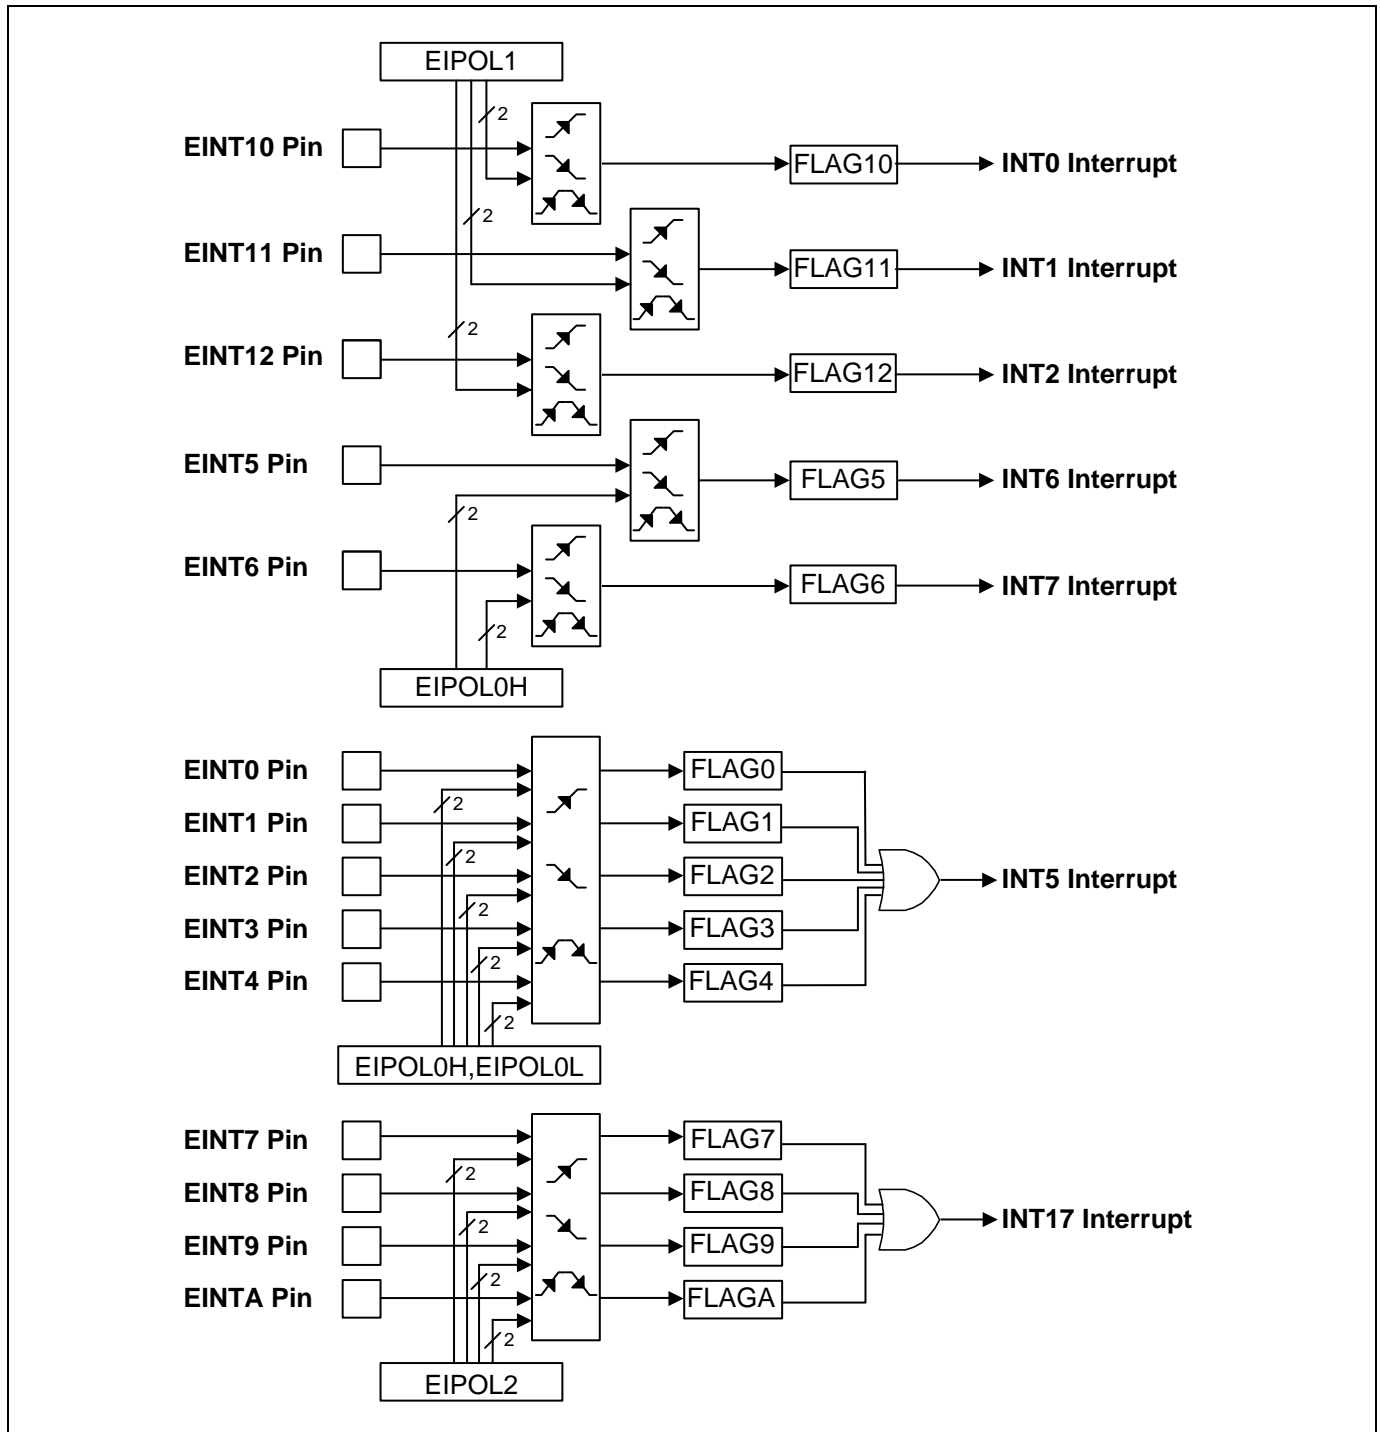 EIPOL1
2
EINT10 Pin
FLAG10
INT0 Interrupt
2
EINT11 Pin
FLAG11
INT1 Interrupt
2
EINT12 Pin
FLAG12
INT2 Interrupt
EINT5 Pin
FLAG5
INT6 Interrupt
2
EINT6 Pin
FLAG6
INT7 Interrupt
2
EIPOL0H
EINT0 Pin
FLAG0
2
EINT1 Pin
FLAG1
2
EINT2 Pin
FLAG2
INT5 Interrupt
2
EINT3 Pin
FLAG3
2
EINT4 Pin
FLAG4
2
EIPOL0H,EIPOL0L
EINT7 Pin
FLAG7
2
EINT8 Pin
FLAG8
INT17 Interrupt
2
EINT9 Pin
FLAG9
2
EINTA Pin
FLAGA
2
EIPOL2